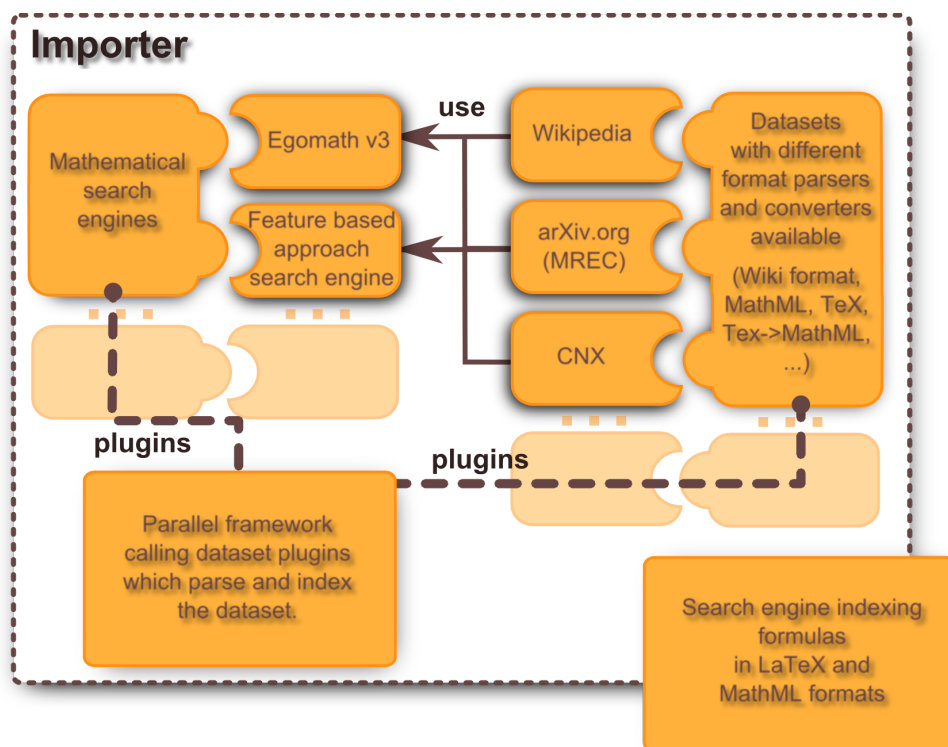 Importer
Mathematical
search
engines
Egomath v3
Feature based
approach
search engine
use
Wikipedia
arXiv.org
(MREC)
CNX
Datasets
with different
format parsers
and converters
available
(Wiki format,
MathML, TeX,
Tex->MathML,
...)
plugins
plugins
Parallel framework
calling dataset plugins
which parse and index
the dataset.
Search engine indexing
formulas
in LaTeX and
MathML formats